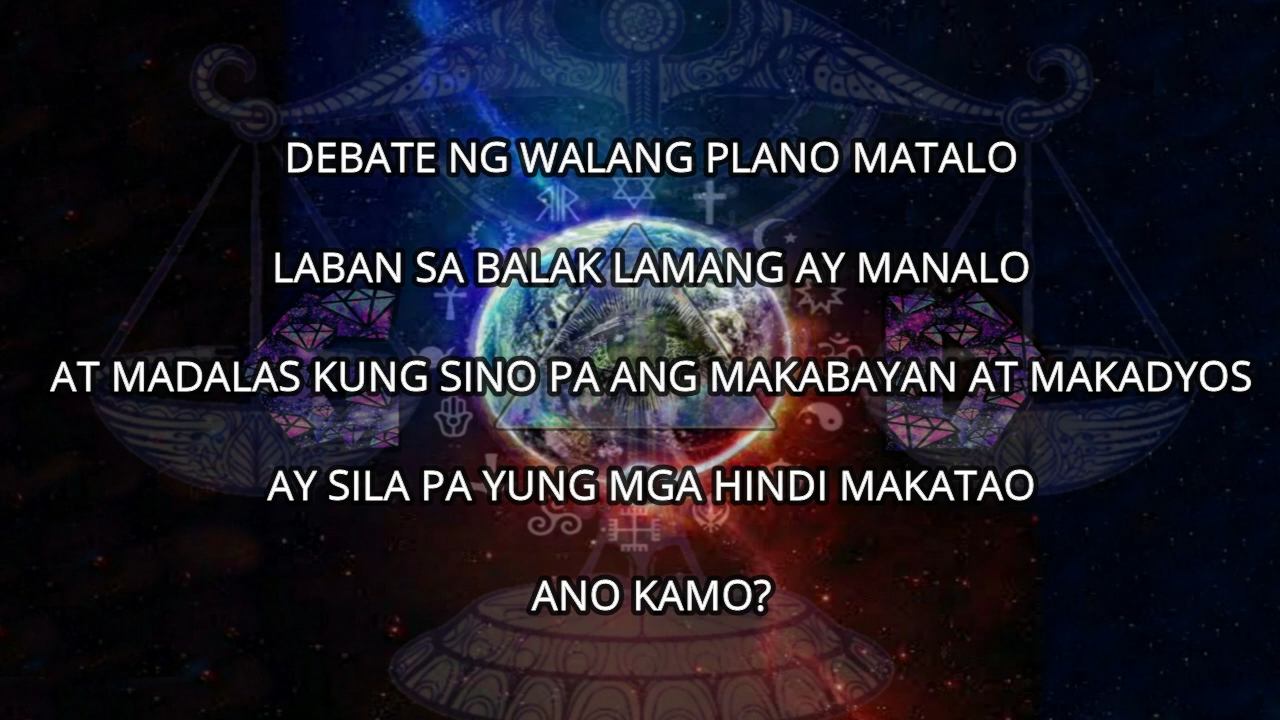 DEBATE NG WALANG PLANO MATALO
LABAN SA BALAK LAMANG AY MANALO
AT MADALAS KUNG SINO PA ANG MAKABAYAN AT MAKADYOS
AY SILA PA YUNG MGA HINDI MAKATAO
ANO KAMO?